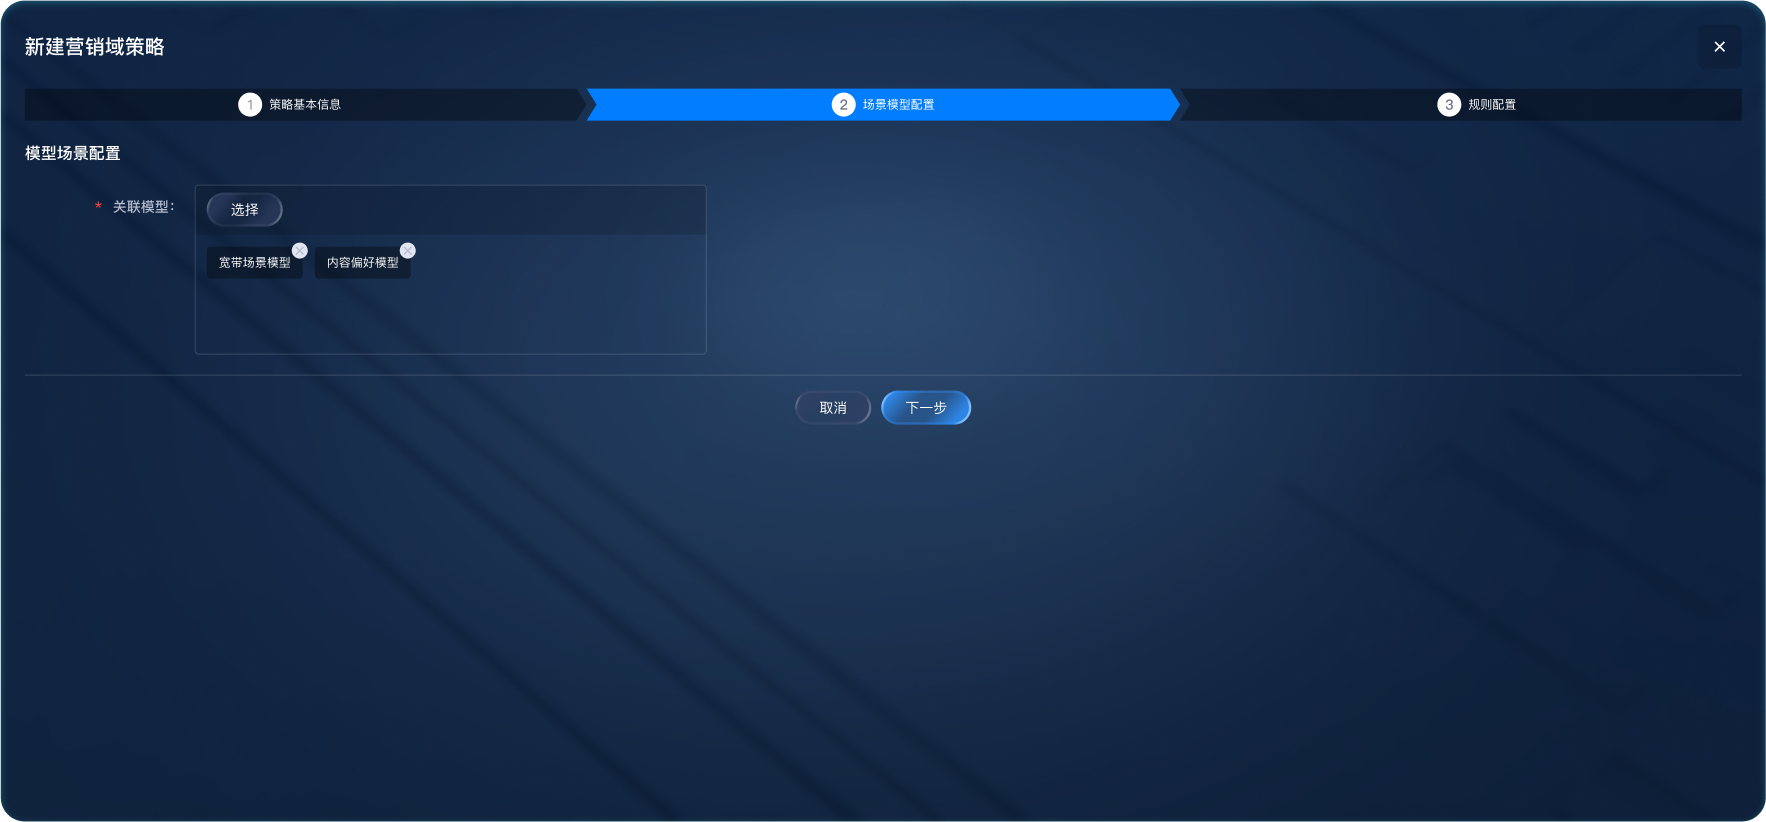 新建营销域策略
1 策略基本信息
2 场景模型配置
3 规则配置
模型场景配置
* 关联模型：
选择
宽带场景模型
内容偏好模型
取消
下一步